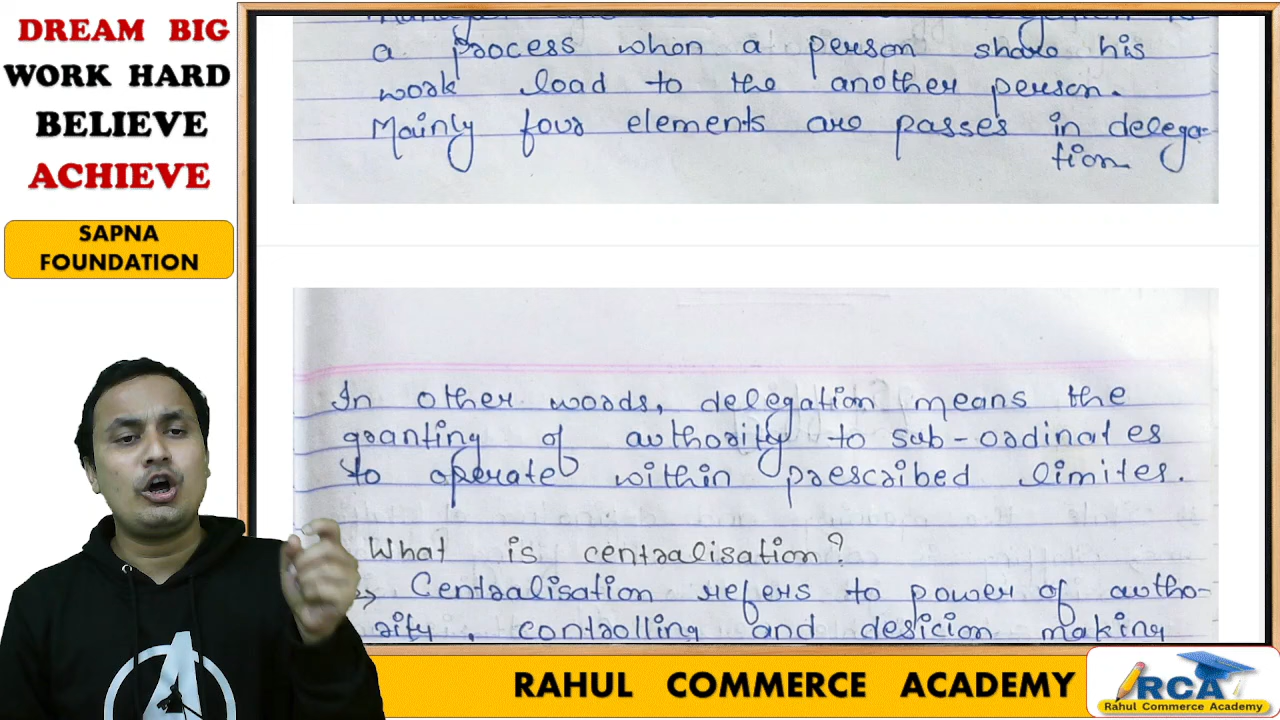 DREAM BIG
WORK HARD
BELIEVE
ACHIEVE
SAPNA
FOUNDATION
a process when a person share his
work load to the another person.
Mainly four elements are passes in delega-
tion
In other words, delegation means the
granting of authority to sub-ordinates
to operate within prescribed limites.
What is centralisation?
Centralisation refers to power of autho-
rity, controlling and desicion making
RAHUL COMMERCE ACADEMY
RCA
Rahul Commerce Academy